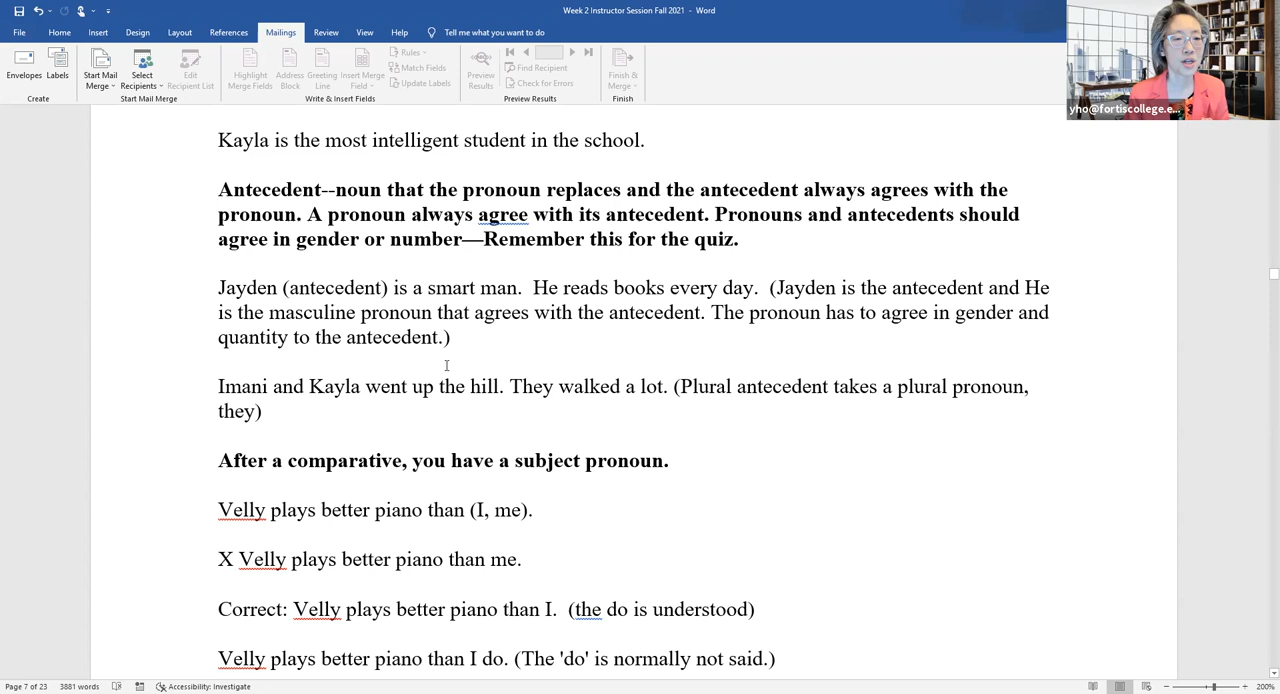 Week 2 Instructor Session Fall 2021 - Word
File Home Insert Design Layout References Mailings Review View Help Tell me what you want to do
Envelopes Labels
Create
Start Mail Merge
Select Recipients
Edit Recipient List
Start Mail Merge
Highlight Merge Fields
Address Block
Greeting Line
Insert Merge Field
Rules
Match Fields
Update Labels
Write & Insert Fields
Preview Results
Find Recipient
Check for Errors
Preview Results
Finish & Merge
Finish
yho@fortiscollege.e...
Kayla is the most intelligent student in the school.
Antecedent--noun that the pronoun replaces and the antecedent always agrees with the
pronoun. A pronoun always agree with its antecedent. Pronouns and antecedents should
agree in gender or number—Remember this for the quiz.
Jayden (antecedent) is a smart man.  He reads books every day.  (Jayden is the antecedent and He
is the masculine pronoun that agrees with the antecedent. The pronoun has to agree in gender and
quantity to the antecedent.)
Imani and Kayla went up the hill. They walked a lot. (Plural antecedent takes a plural pronoun,
they)
After a comparative, you have a subject pronoun.
Velly plays better piano than (I, me).
X Velly plays better piano than me.
Correct: Velly plays better piano than I.  (the do is understood)
Velly plays better piano than I do. (The 'do' is normally not said.)
Page 7 of 23 3881 words Accessibility: Investigate 200%